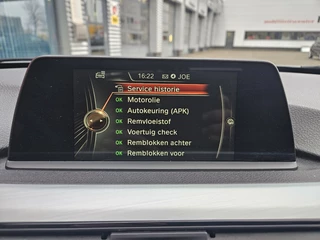 16:22 JOE
Service historie
OK Motorolie
OK Autokeuring (APK)
OK Remvloeistof
OK Voertuig check
OK Remblokken achter
OK Remblokken voor